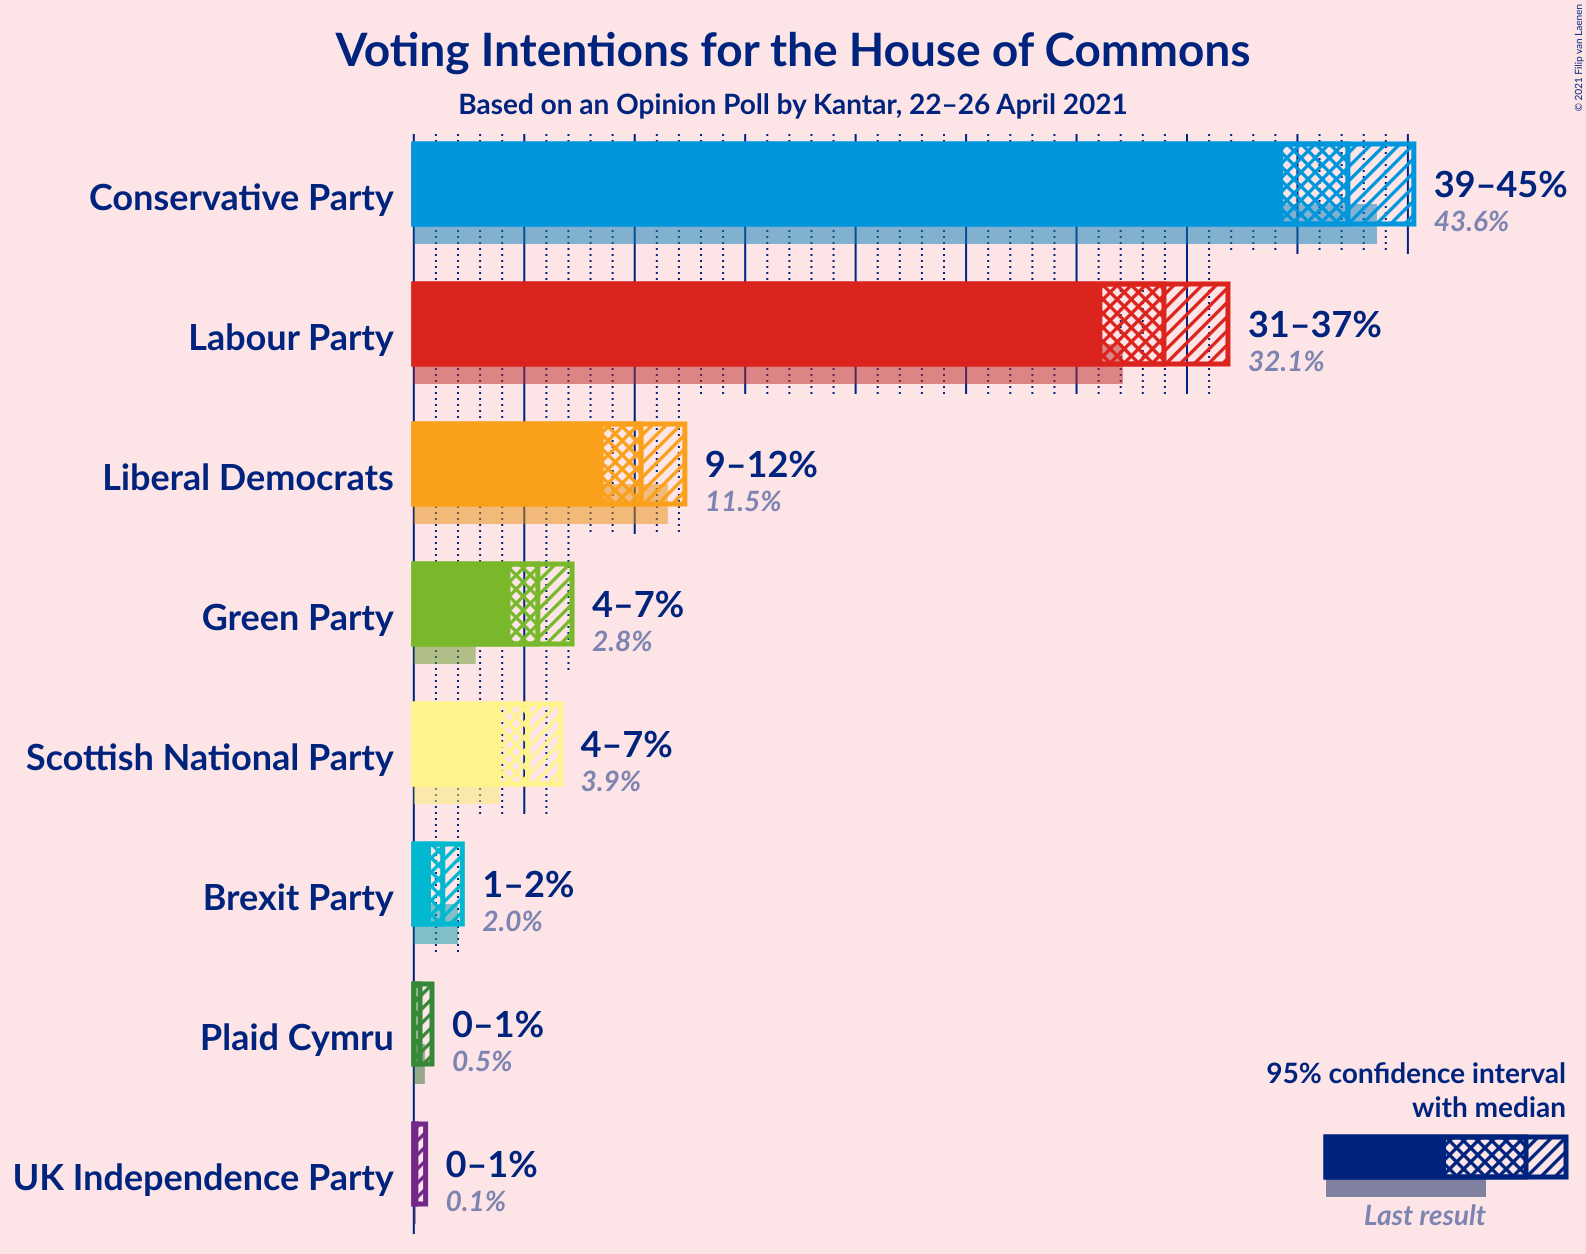 Voting Intentions for the House of Commons
Based on an Opinion Poll by Kantar, 22–26 April 2021
© 2021 Filip van Laenen
Conservative Party
39–45%
43.6%
Labour Party
31–37%
32.1%
Liberal Democrats
9–12%
11.5%
Green Party
4–7%
2.8%
Scottish National Party
4–7%
3.9%
Brexit Party
1–2%
2.0%
Plaid Cymru
0–1%
0.5%
UK Independence Party
0–1%
0.1%
95% confidence interval
with median
Last result